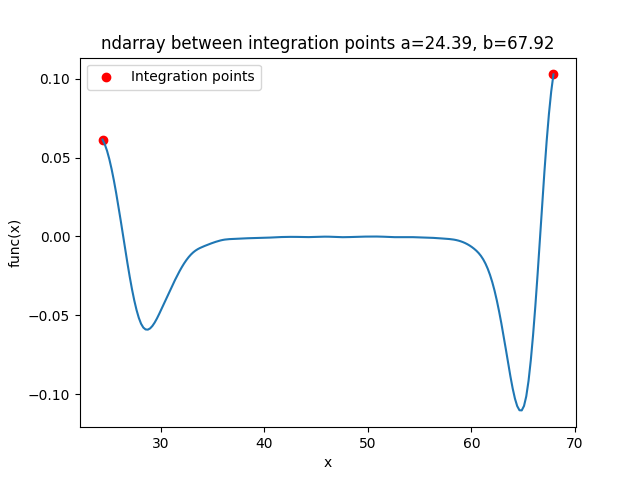 ndarray between integration points a=24.39, b=67.92
Integration points
0.10
0.05
0.00
−0.05
−0.10
func(x)
30
40
50
60
70
x